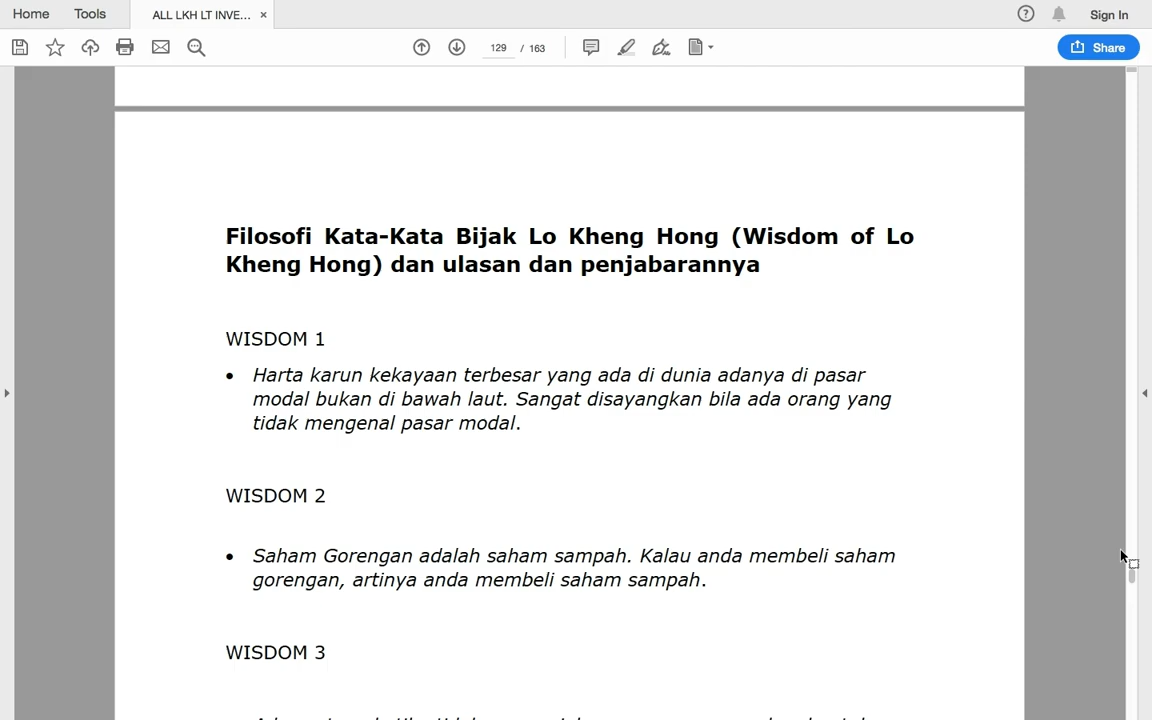 Home Tools ALL LKH LT INVE... × Sign In
129 / 163 Share
Filosofi Kata-Kata Bijak Lo Kheng Hong (Wisdom of Lo
Kheng Hong) dan ulasan dan penjabarannya
WISDOM 1
• Harta karun kekayaan terbesar yang ada di dunia adanya di pasar
modal bukan di bawah laut. Sangat disayangkan bila ada orang yang
tidak mengenal pasar modal.
WISDOM 2
• Saham Gorengan adalah saham sampah. Kalau anda membeli saham
gorengan, artinya anda membeli saham sampah.
WISDOM 3